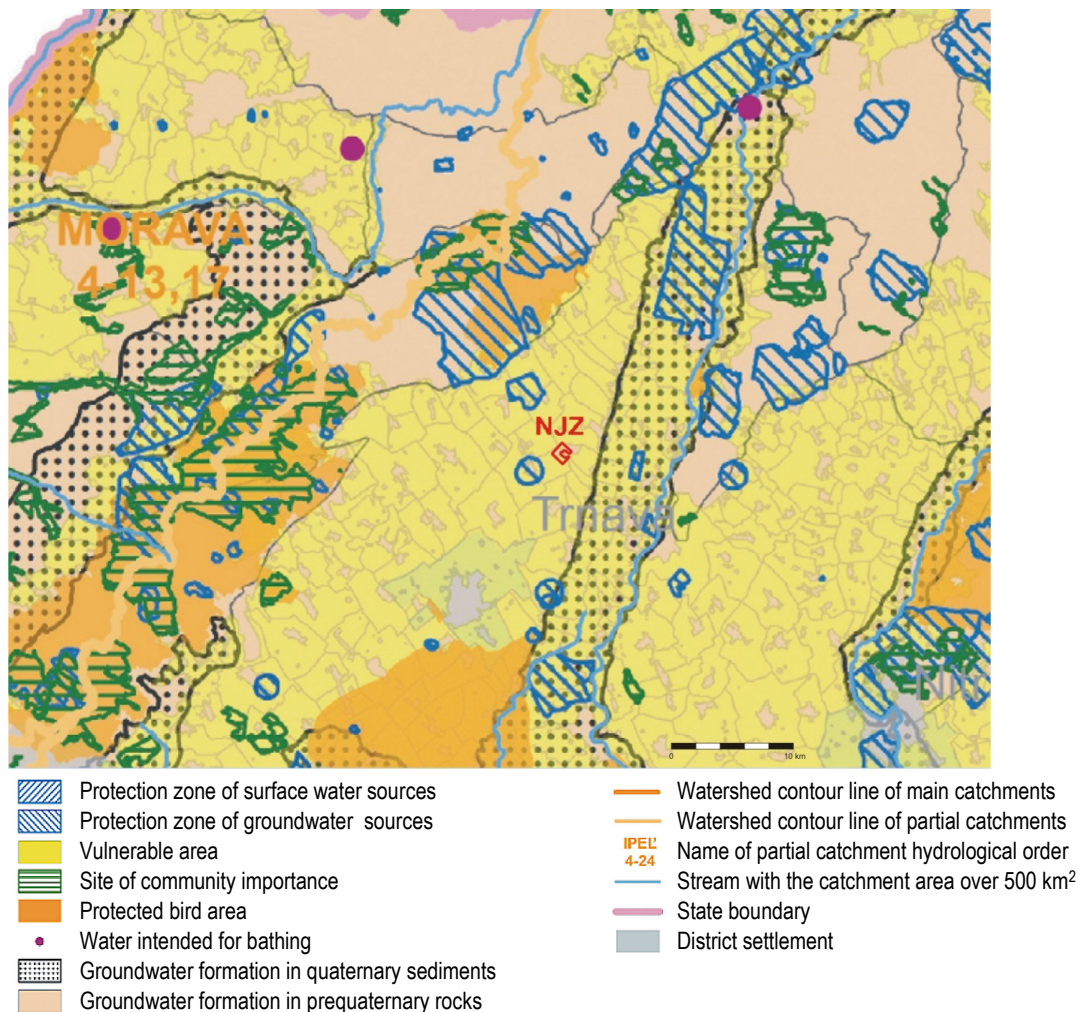 MORAVA
4-13,17
NJZ
Trnava
Nitr
0 10 km
Protection zone of surface water sources
Protection zone of groundwater sources
Vulnerable area
Site of community importance
Protected bird area
Water intended for bathing
Groundwater formation in quaternary sediments
Groundwater formation in prequaternary rocks
Watershed contour line of main catchments
Watershed contour line of partial catchments
IPEĽ
4-24
Name of partial catchment hydrological order
Stream with the catchment area over 500 km²
State boundary
District settlement